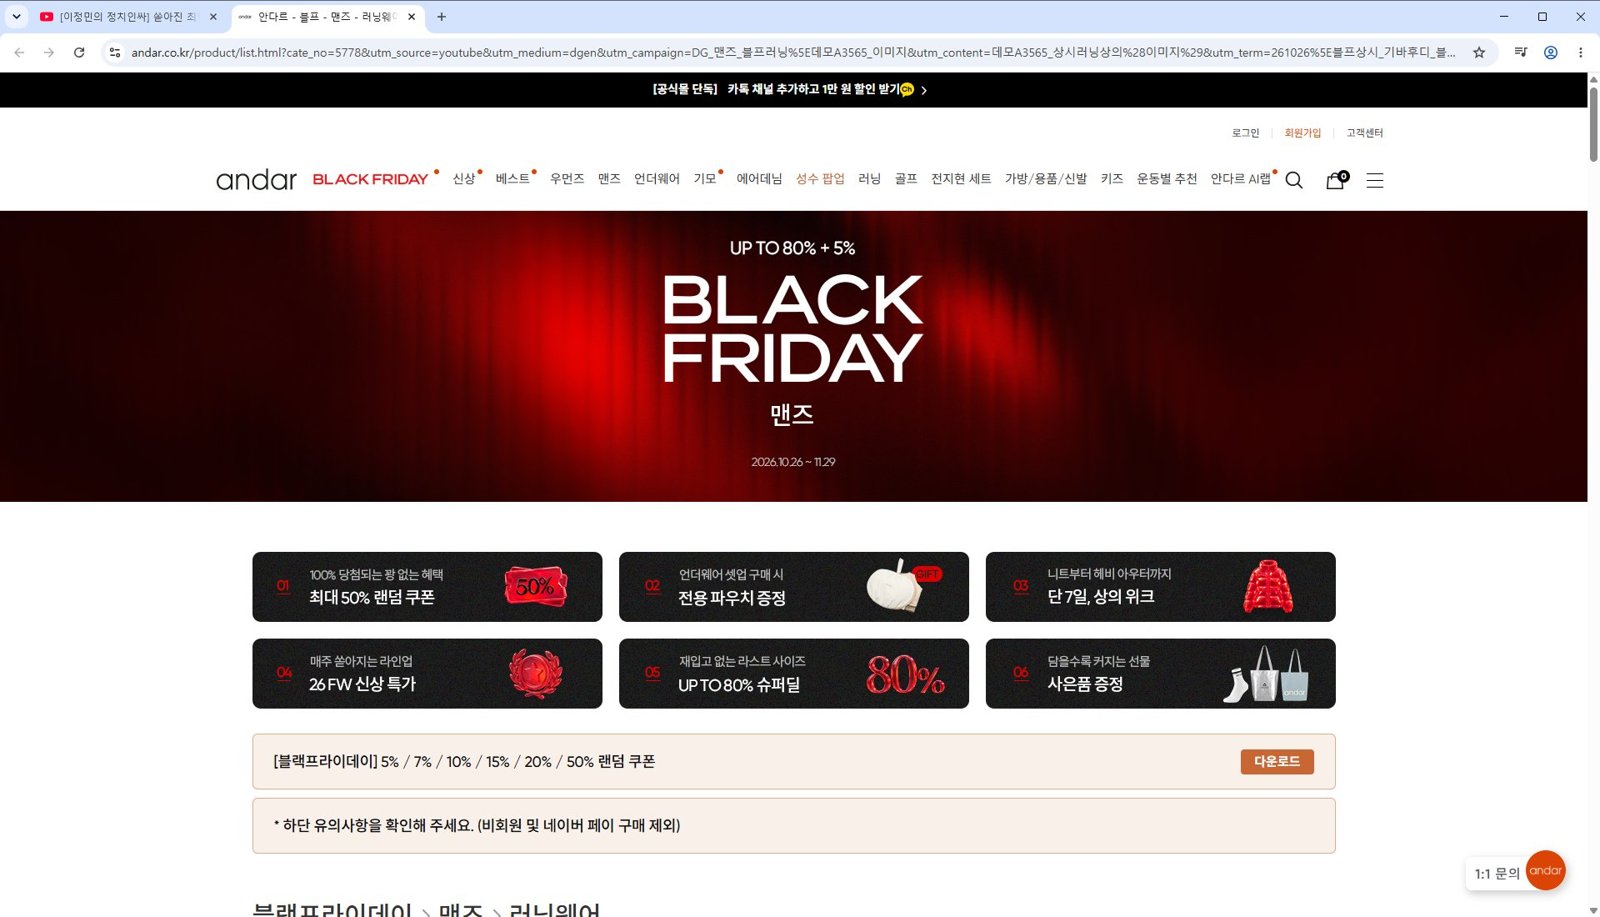 [이정민의 정치인싸] 쏟아진 최
안다르 - 블프 - 맨즈 - 러닝웨어
andar.co.kr/product/list.html?cate_no=5778&utm_source=youtube&utm_medium=dgen&utm_campaign=DG_맨즈_블프러닝%5E데모A3565_이미지&utm_content=데모A3565_상시러닝상의%28이미지%29&utm_term=261026%5E블프상시_기바후디_블...
[공식몰 단독] 카톡 채널 추가하고 1만 원 할인 받기 Ch
로그인 회원가입 고객센터
andar BLACK FRIDAY 신상 베스트 우먼즈 맨즈 언더웨어 기모 에어데님 성수 팝업 러닝 골프 전지현 세트 가방/용품/신발 키즈 운동별 추천 안다르 AI랩 0
UP TO 80% + 5%
BLACK
FRIDAY
맨즈
2026.10.26 ~ 11.29
01 100% 당첨되는 꽝 없는 혜택
최대 50% 랜덤 쿠폰
50%
02 언더웨어 셋업 구매 시
전용 파우치 증정
GIFT
03 니트부터 헤비 아우터까지
단 7일, 상의 위크
04 매주 쏟아지는 라인업
26 FW 신상 특가
05 재입고 없는 라스트 사이즈
UP TO 80% 슈퍼딜
80%
06 담을수록 커지는 선물
사은품 증정
andar
[블랙프라이데이] 5% / 7% / 10% / 15% / 20% / 50% 랜덤 쿠폰
다운로드
* 하단 유의사항을 확인해 주세요. (비회원 및 네이버 페이 구매 제외)
1:1 문의
andar
블랙프라이데이 > 맨즈 > 러닝웨어